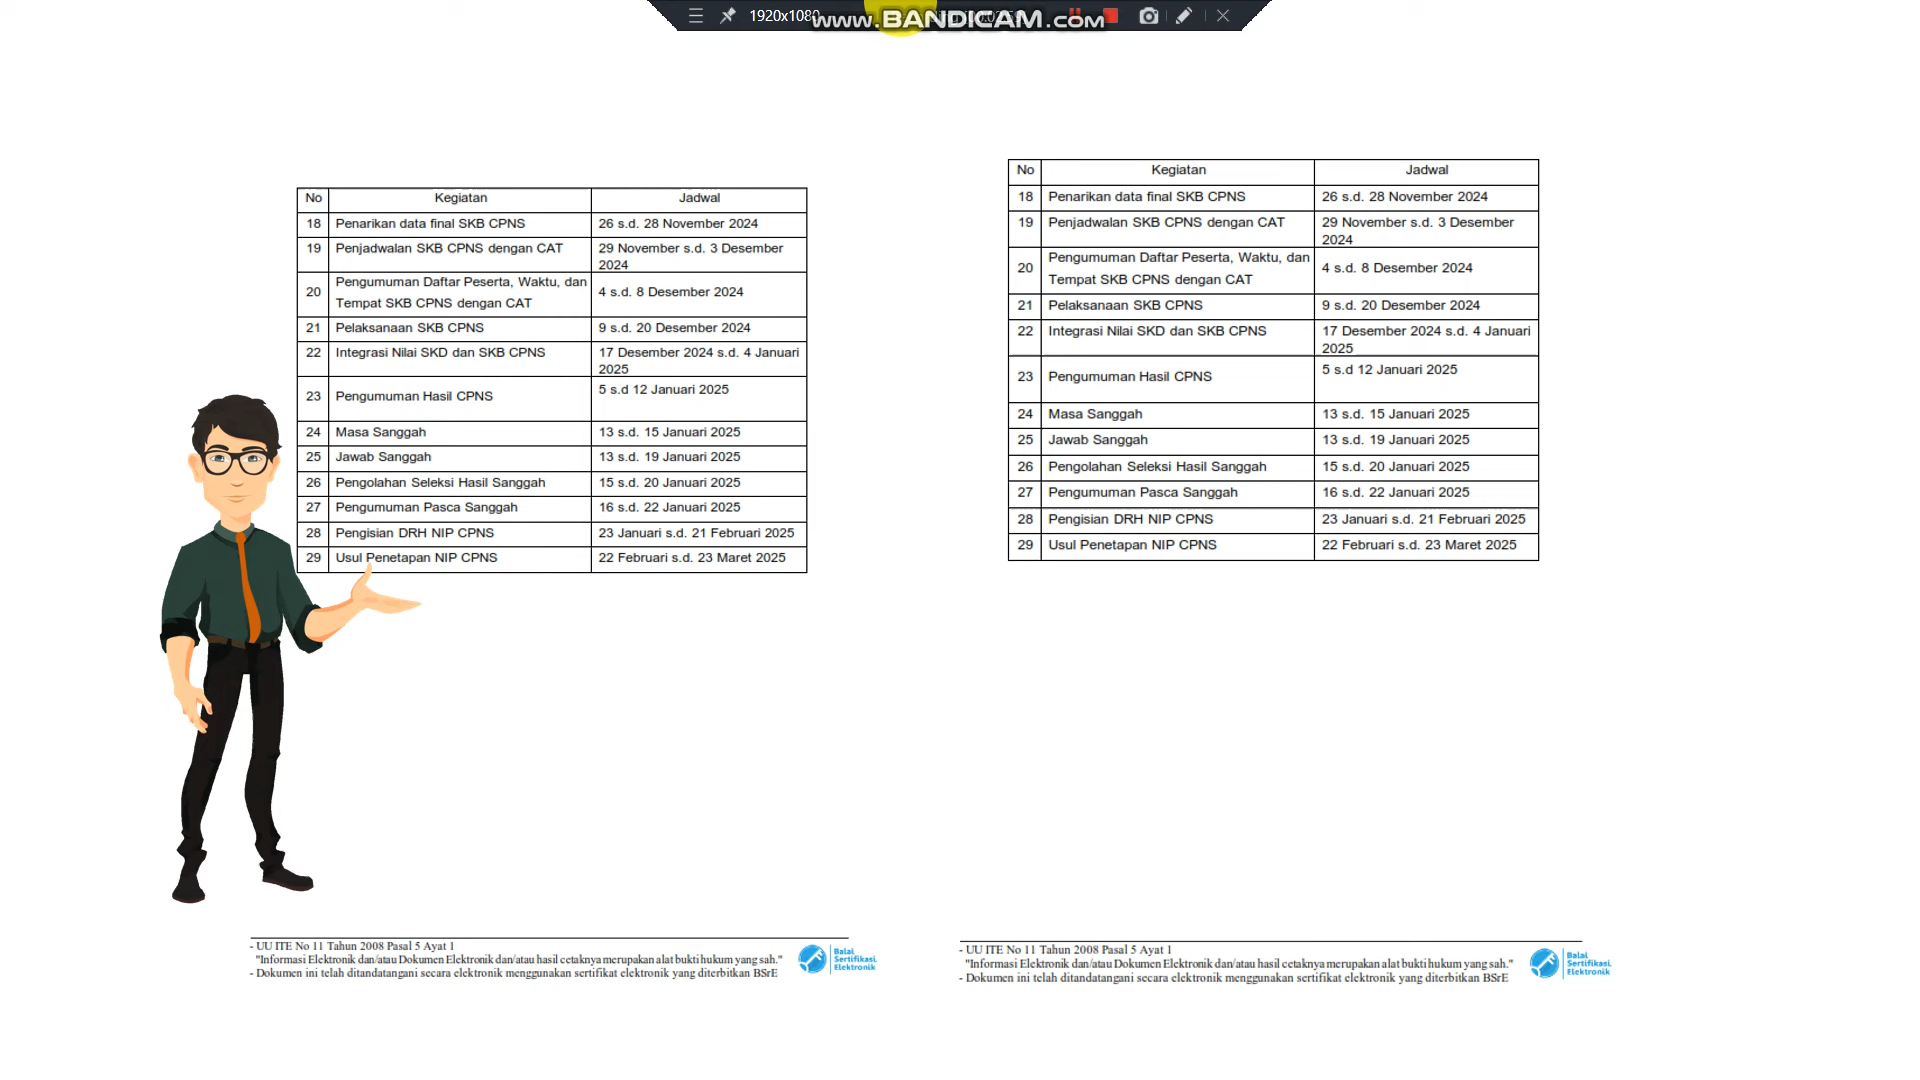 1920x1080
www.BANDICAM.com
No Kegiatan Jadwal
18 Penarikan data final SKB CPNS 26 s.d. 28 November 2024
19 Penjadwalan SKB CPNS dengan CAT 29 November s.d. 3 Desember
2024
20 Pengumuman Daftar Peserta, Waktu, dan
Tempat SKB CPNS dengan CAT 4 s.d. 8 Desember 2024
21 Pelaksanaan SKB CPNS 9 s.d. 20 Desember 2024
22 Integrasi Nilai SKD dan SKB CPNS 17 Desember 2024 s.d. 4 Januari
2025
23 Pengumuman Hasil CPNS 5 s.d 12 Januari 2025
24 Masa Sanggah 13 s.d. 15 Januari 2025
25 Jawab Sanggah 13 s.d. 19 Januari 2025
26 Pengolahan Seleksi Hasil Sanggah 15 s.d. 20 Januari 2025
27 Pengumuman Pasca Sanggah 16 s.d. 22 Januari 2025
28 Pengisian DRH NIP CPNS 23 Januari s.d. 21 Februari 2025
29 Usul Penetapan NIP CPNS 22 Februari s.d. 23 Maret 2025
- UU ITE No 11 Tahun 2008 Pasal 5 Ayat 1
"Informasi Elektronik dan/atau Dokumen Elektronik dan/atau hasil cetaknya merupakan alat bukti hukum yang sah."
- Dokumen ini telah ditandatangani secara elektronik menggunakan sertifikat elektronik yang diterbitkan BSrE
Balai
Sertifikasi
Elektronik
No Kegiatan Jadwal
18 Penarikan data final SKB CPNS 26 s.d. 28 November 2024
19 Penjadwalan SKB CPNS dengan CAT 29 November s.d. 3 Desember
2024
20 Pengumuman Daftar Peserta, Waktu, dan
Tempat SKB CPNS dengan CAT 4 s.d. 8 Desember 2024
21 Pelaksanaan SKB CPNS 9 s.d. 20 Desember 2024
22 Integrasi Nilai SKD dan SKB CPNS 17 Desember 2024 s.d. 4 Januari
2025
23 Pengumuman Hasil CPNS 5 s.d 12 Januari 2025
24 Masa Sanggah 13 s.d. 15 Januari 2025
25 Jawab Sanggah 13 s.d. 19 Januari 2025
26 Pengolahan Seleksi Hasil Sanggah 15 s.d. 20 Januari 2025
27 Pengumuman Pasca Sanggah 16 s.d. 22 Januari 2025
28 Pengisian DRH NIP CPNS 23 Januari s.d. 21 Februari 2025
29 Usul Penetapan NIP CPNS 22 Februari s.d. 23 Maret 2025
- UU ITE No 11 Tahun 2008 Pasal 5 Ayat 1
"Informasi Elektronik dan/atau Dokumen Elektronik dan/atau hasil cetaknya merupakan alat bukti hukum yang sah."
- Dokumen ini telah ditandatangani secara elektronik menggunakan sertifikat elektronik yang diterbitkan BSrE
Balai
Sertifikasi
Elektronik